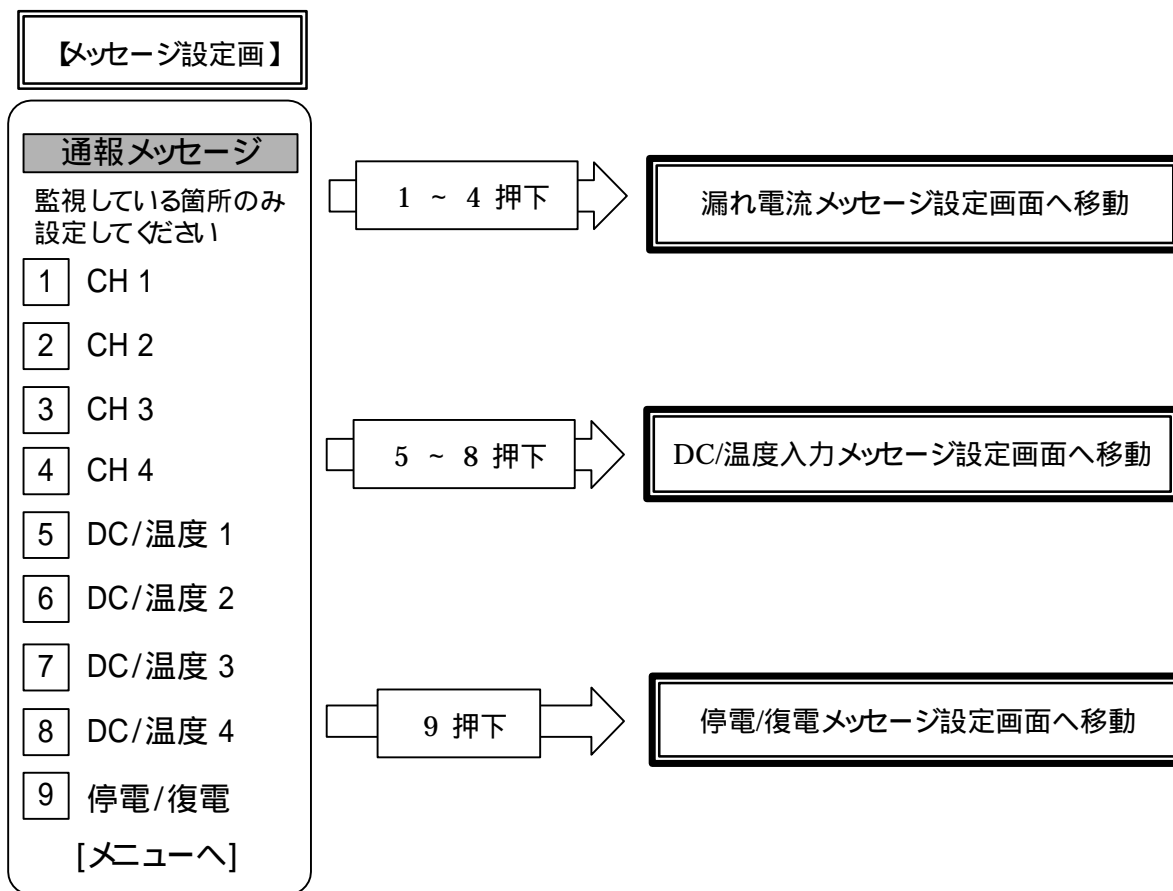 【メッセージ設定画】
通報メッセージ
監視している箇所のみ
設定してください
1 CH 1
2 CH 2
3 CH 3
4 CH 4
5 DC/温度 1
6 DC/温度 2
7 DC/温度 3
8 DC/温度 4
9 停電/復電
[メニューへ]
1 ~ 4 押下
漏れ電流メッセージ設定画面へ移動
5 ~ 8 押下
DC/温度入力メッセージ設定画面へ移動
9 押下
停電/復電メッセージ設定画面へ移動